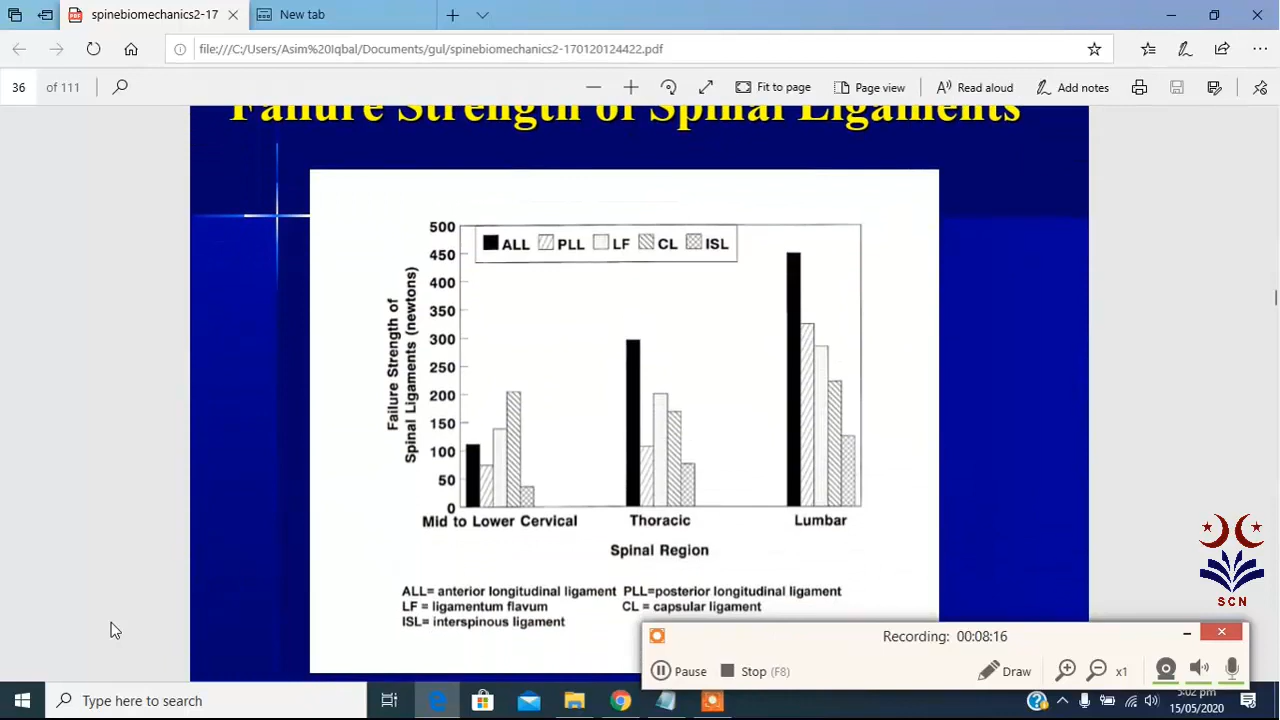 spinebiomechanics2-17
New tab
file:///C:/Users/Asim%20Iqbal/Documents/gul/spinebiomechanics2-170120124422.pdf
36 of 111
Fit to page
Page view
Read aloud
Add notes
Failure Strength of Spinal Ligaments
500
450
400
350
300
250
200
150
100
50
0
ALL PLL LF CL ISL
Failure Strength of
Spinal Ligaments (newtons)
Mid to Lower Cervical Thoracic Lumbar
Spinal Region
ALL= anterior longitudinal ligament PLL=posterior longitudinal ligament
LF = ligamentum flavum CL = capsular ligament
ISL= interspinous ligament
SCN
Recording: 00:08:16
Pause Stop (F8) Draw x1
Type here to search
5:02 pm
15/05/2020